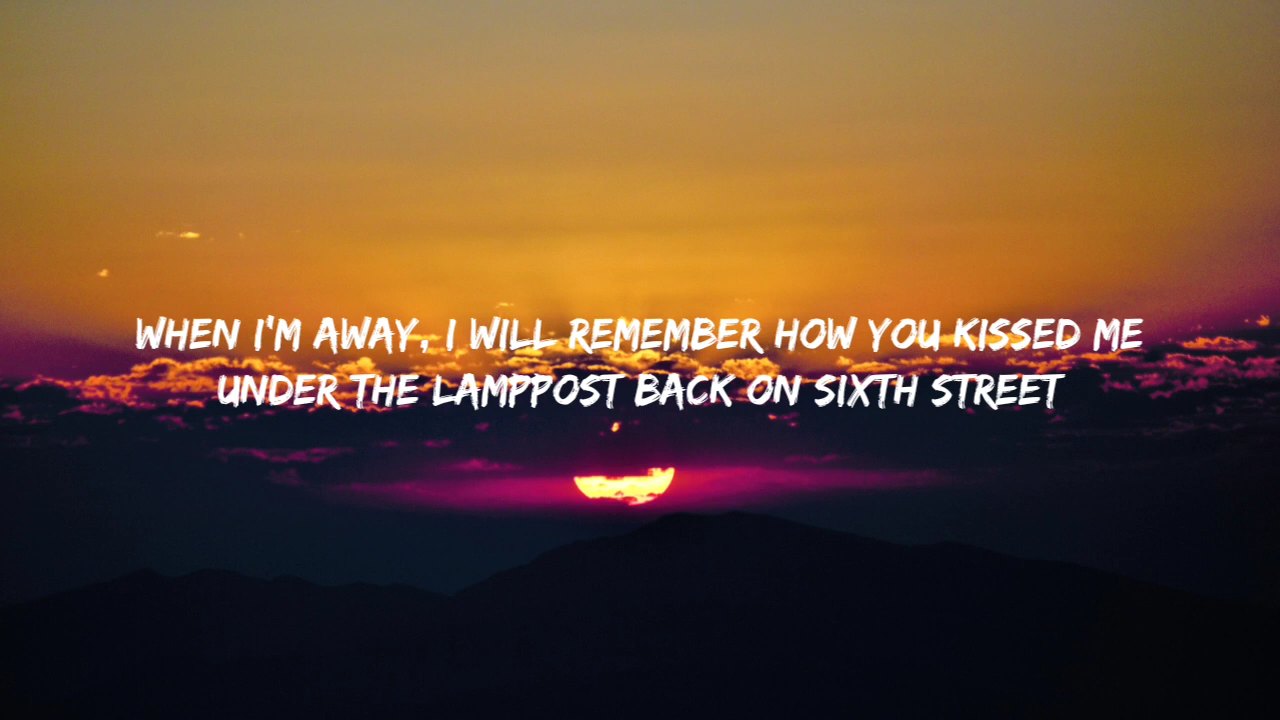 WHEN I'M AWAY, I WILL REMEMBER HOW YOU KISSED ME
UNDER THE LAMPPOST BACK ON SIXTH STREET